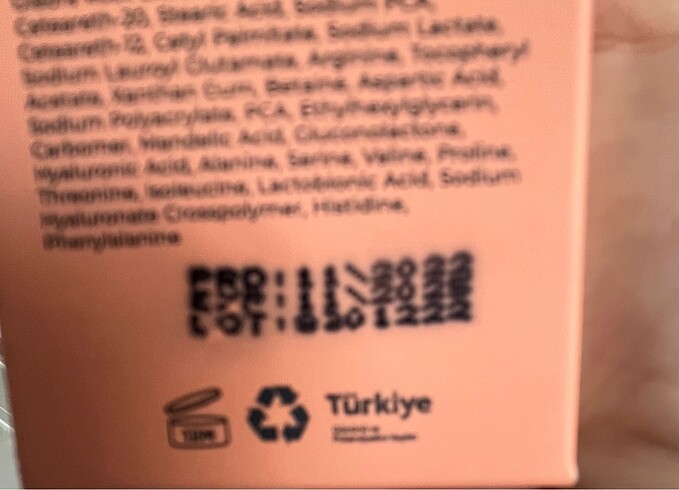 Ceteareth-20, Stearic Acid, Sodium PCA,
Ceteareth-12, Cetyl Palmitate, Sodium Lactate,
Sodium Lauroyl Glutamate, Arginine, Tocopheryl
Acetate, Xanthan Gum, Betaine, Aspartic Acid,
Sodium Polyacrylate, PCA, Ethylhexylglycerin,
Carbomer, Mandelic Acid, Gluconolactone,
Hyaluronic Acid, Alanine, Serine, Valine, Proline,
Threonine, Isoleucine, Lactobionic Acid, Sodium
Hyaluronate Crosspolymer, Histidine,
Phenylalanine
PRD:11\2022
LOT:
Türkiye